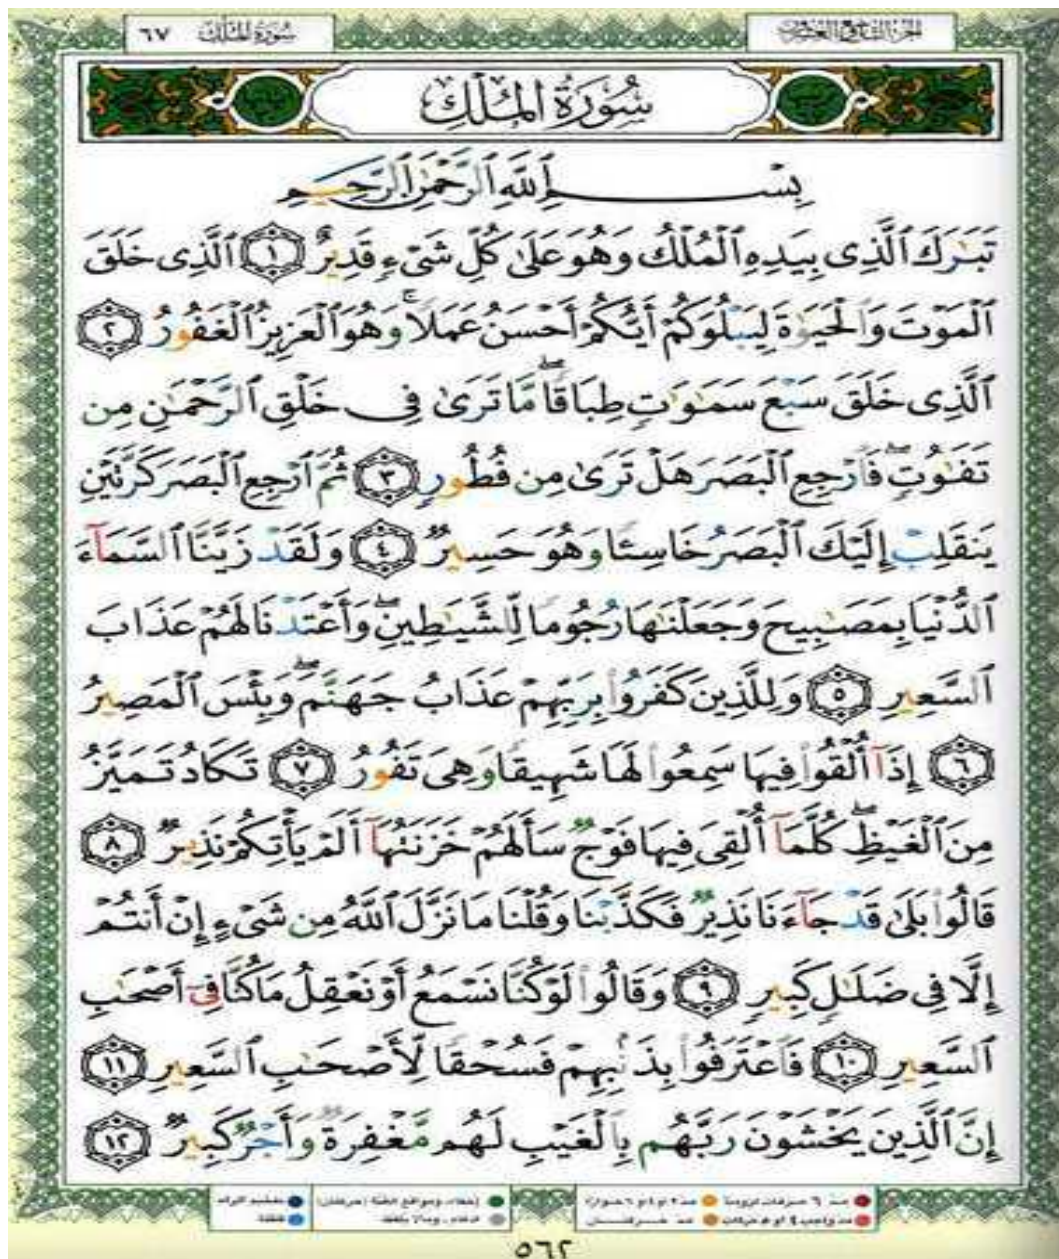 سُورَةُ المُلْكِ ٦٧
سُورَةُ المُلْكِ
بِسْمِ ٱللَّهِ ٱلرَّحْمَٰنِ ٱلرَّحِيمِ
تَبَٰرَكَ ٱلَّذِى بِيَدِهِ ٱلْمُلْكُ وَهُوَ عَلَىٰ كُلِّ شَىْءٍ قَدِيرٌ ١ ٱلَّذِى خَلَقَ
ٱلْمَوْتَ وَٱلْحَيَوٰةَ لِيَبْلُوَكُمْ أَيُّكُمْ أَحْسَنُ عَمَلًا ۚ وَهُوَ ٱلْعَزِيزُ ٱلْغَفُورُ ٢
ٱلَّذِى خَلَقَ سَبْعَ سَمَٰوَٰتٍ طِبَاقًا ۖ مَّا تَرَىٰ فِى خَلْقِ ٱلرَّحْمَٰنِ مِن
تَفَٰوُتٍ ۖ فَٱرْجِعِ ٱلْبَصَرَ هَلْ تَرَىٰ مِن فُطُورٍ ٣ ثُمَّ ٱرْجِعِ ٱلْبَصَرَ كَرَّتَيْنِ
يَنقَلِبْ إِلَيْكَ ٱلْبَصَرُ خَاسِئًا وَهُوَ حَسِيرٌ ٤ وَلَقَدْ زَيَّنَّا ٱلسَّمَآءَ
ٱلدُّنْيَا بِمَصَٰبِيحَ وَجَعَلْنَٰهَا رُجُومًا لِّلشَّيَٰطِينِ ۖ وَأَعْتَدْنَا لَهُمْ عَذَابَ
ٱلسَّعِيرِ ٥ وَلِلَّذِينَ كَفَرُوا۟ بِرَبِّهِمْ عَذَابُ جَهَنَّمَ ۖ وَبِئْسَ ٱلْمَصِيرُ
٦ إِذَآ أُلْقُوا۟ فِيهَا سَمِعُوا۟ لَهَا شَهِيقًا وَهِىَ تَفُورُ ٧ تَكَادُ تَمَيَّزُ
مِنَ ٱلْغَيْظِ ۖ كُلَّمَآ أُلْقِىَ فِيهَا فَوْجٌ سَأَلَهُمْ خَزَنَتُهَآ أَلَمْ يَأْتِكُمْ نَذِيرٌ ٨
قَالُوا۟ بَلَىٰ قَدْ جَآءَنَا نَذِيرٌ فَكَذَّبْنَا وَقُلْنَا مَا نَزَّلَ ٱللَّهُ مِن شَىْءٍ إِنْ أَنتُمْ
إِلَّا فِى ضَلَٰلٍ كَبِيرٍ ٩ وَقَالُوا۟ لَوْ كُنَّا نَسْمَعُ أَوْ نَعْقِلُ مَا كُنَّا فِىٓ أَصْحَٰبِ
ٱلسَّعِيرِ ١٠ فَٱعْتَرَفُوا۟ بِذَنۢبِهِمْ فَسُحْقًا لِّأَصْحَٰبِ ٱلسَّعِيرِ ١١
إِنَّ ٱلَّذِينَ يَخْشَوْنَ رَبَّهُم بِٱلْغَيْبِ لَهُم مَّغْفِرَةٌ وَأَجْرٌ كَبِيرٌ ١٢
٥٦٢